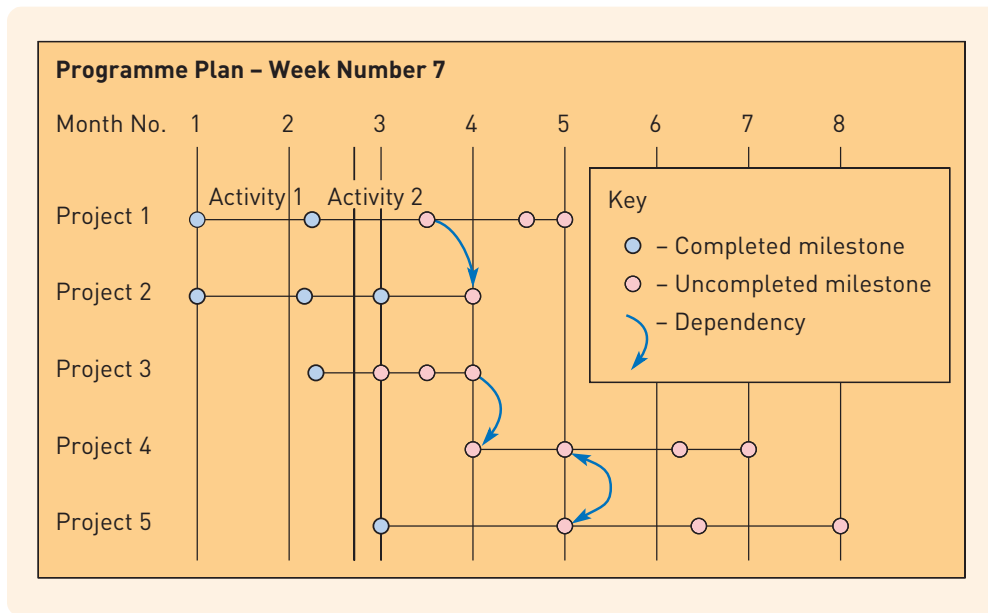 Programme Plan – Week Number 7
Month No. 1 2 3 4 5 6 7 8
Activity 1 Activity 2
Project 1
Project 2
Project 3
Project 4
Project 5
Key
– Completed milestone
– Uncompleted milestone
– Dependency